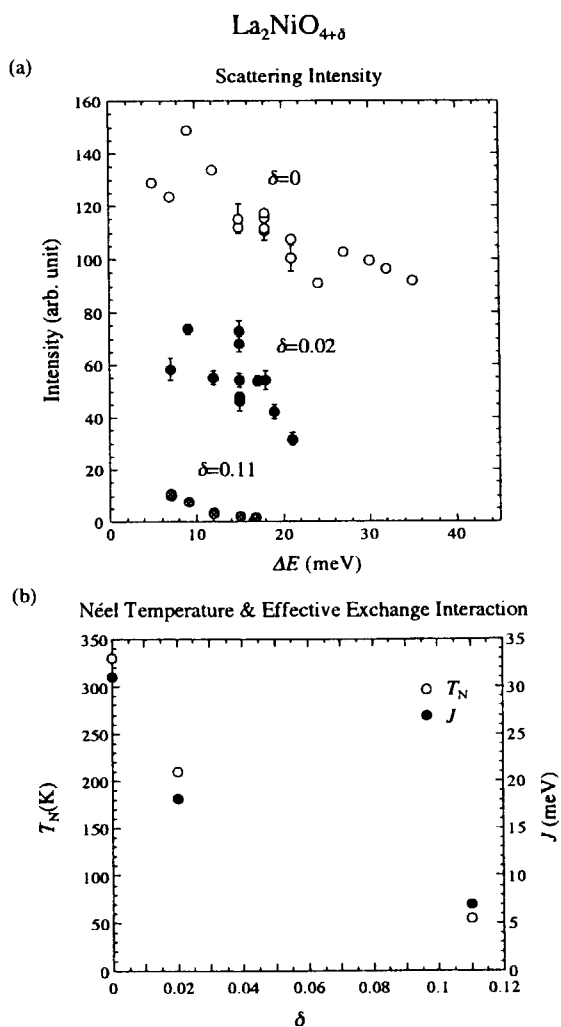 La₂NiO₄₊δ
(a)
Scattering Intensity
160
140
120
100
80
60
40
20
0
δ=0
δ=0.02
δ=0.11
Intensity (arb. unit)
0
10
20
30
40
ΔE (meV)
(b)
Néel Temperature & Effective Exchange Interaction
350
300
250
200
150
100
50
0
T_N(K)
T_N
J
35
30
25
20
15
10
5
0
J (meV)
0
0.02
0.04
0.06
0.08
0.1
0.12
δ